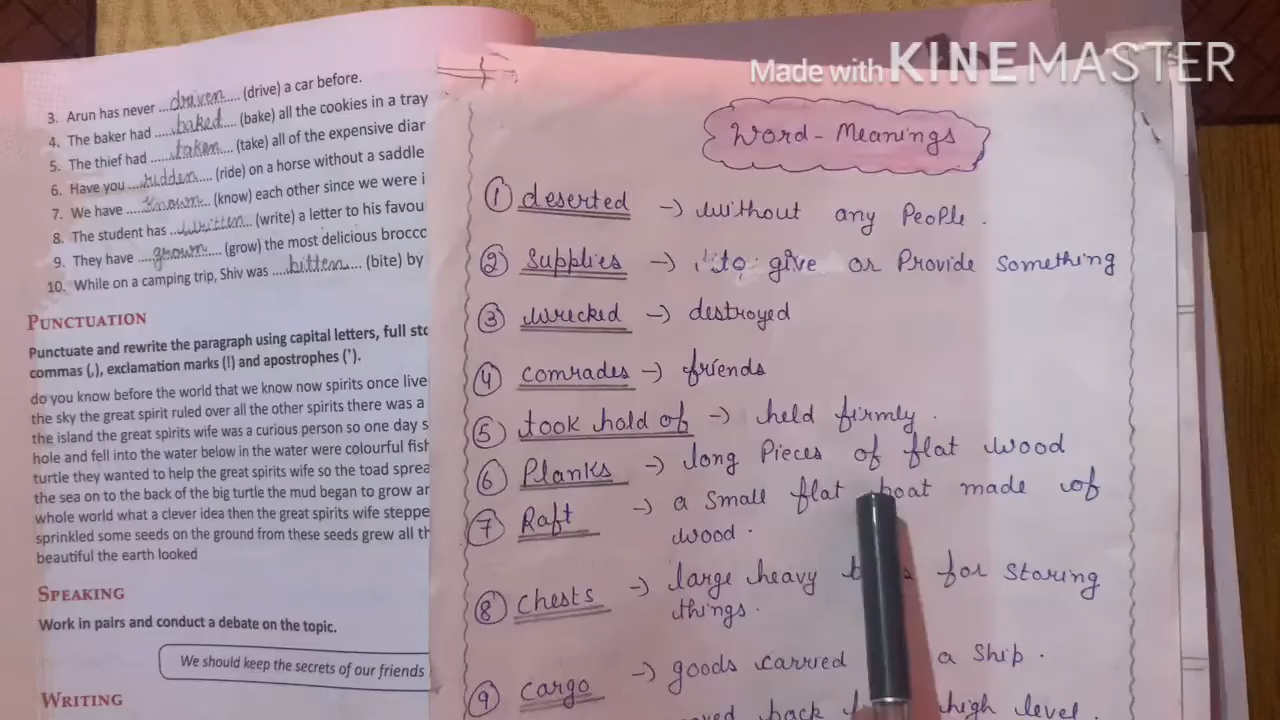 Made with KINEMASTER
3. Arun has never driven (drive) a car before.
4. The baker had baked (bake) all the cookies in a tray
5. The thief had taken (take) all of the expensive diar
6. Have you ridden (ride) on a horse without a saddle
7. We have known (know) each other since we were i
8. The student has written (write) a letter to his favou
9. They have grown (grow) the most delicious brocc
10. While on a camping trip, Shiv was bitten (bite) by
PUNCTUATION
Punctuate and rewrite the paragraph using capital letters, full sto
commas (,), exclamation marks (!) and apostrophes (').
do you know before the world that we know now spirits once live
the sky the great spirit ruled over all the other spirits there was a
the island the great spirits wife was a curious person so one day s
hole and fell into the water below in the water were colourful fish
turtle they wanted to help the great spirits wife so the toad sprea
the sea on to the back of the big turtle the mud began to grow an
whole world what a clever idea then the great spirits wife steppe
sprinkled some seeds on the ground from these seeds grew all th
beautiful the earth looked
SPEAKING
Work in pairs and conduct a debate on the topic.
We should keep the secrets of our friends
WRITING
Word-Meanings
① deserted → without any People.
② Supplies → to give or Provide Something
③ wrecked → destroyed
④ comrades → friends
⑤ took hold of → held firmly.
⑥ Planks → long Pieces of flat wood
⑦ Raft → a small flat boat made of
wood.
⑧ Chests → large heavy for storing
things.
⑨ cargo → goods carried a Ship.
back high level.